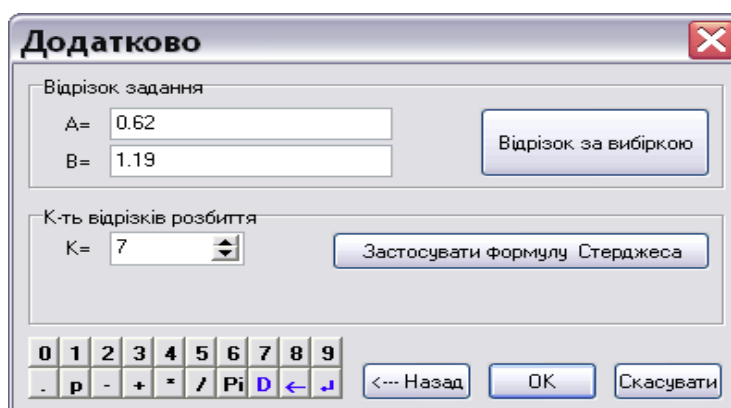 Додатково
Відрізок задання
A= 0.62
B= 1.19
Відрізок за вибіркою
К-ть відрізків розбиття
K= 7
Застосувати формулу Стерджеса
0 1 2 3 4 5 6 7 8 9
. p - + * / Pi D ← ↲
<--- Назад OK Скасувати